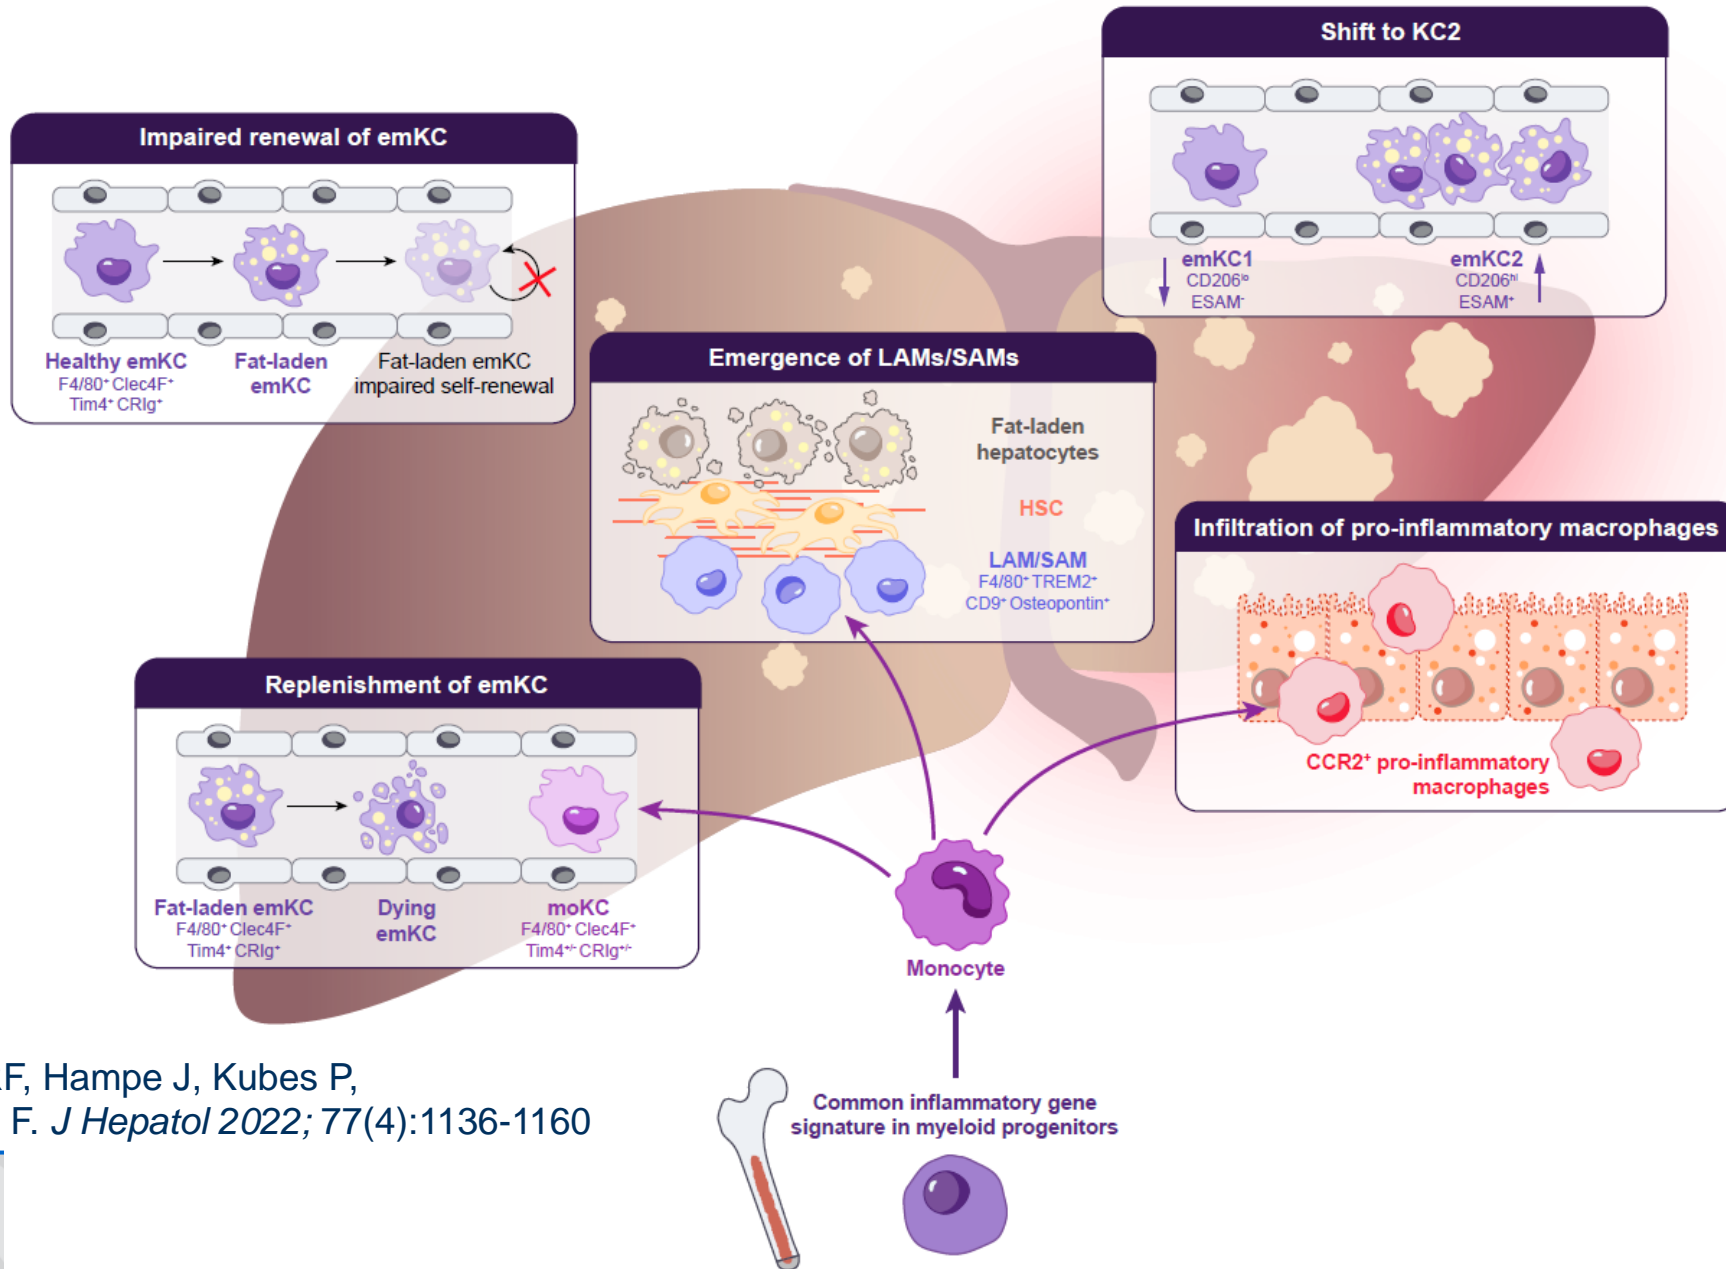 Shift to KC2
emKC1
CD206ˡᵒ
ESAM⁻
emKC2
CD206ʰⁱ
ESAM⁺
Impaired renewal of emKC
Healthy emKC
F4/80⁺ Clec4F⁺
Tim4⁺ CRIg⁺
Fat-laden
emKC
Fat-laden emKC
impaired self-renewal
Emergence of LAMs/SAMs
Fat-laden
hepatocytes
HSC
LAM/SAM
F4/80⁺ TREM2⁺
CD9⁺ Osteopontin⁺
Infiltration of pro-inflammatory macrophages
CCR2⁺ pro-inflammatory
macrophages
Replenishment of emKC
Fat-laden emKC
F4/80⁺ Clec4F⁺
Tim4⁺ CRIg⁺
Dying
emKC
moKC
F4/80⁺ Clec4F⁺
Tim4⁺/⁻ CRIg⁺/⁻
Monocyte
Common inflammatory gene
signature in myeloid progenitors
F, Hampe J, Kubes P,
F. J Hepatol 2022; 77(4):1136-1160